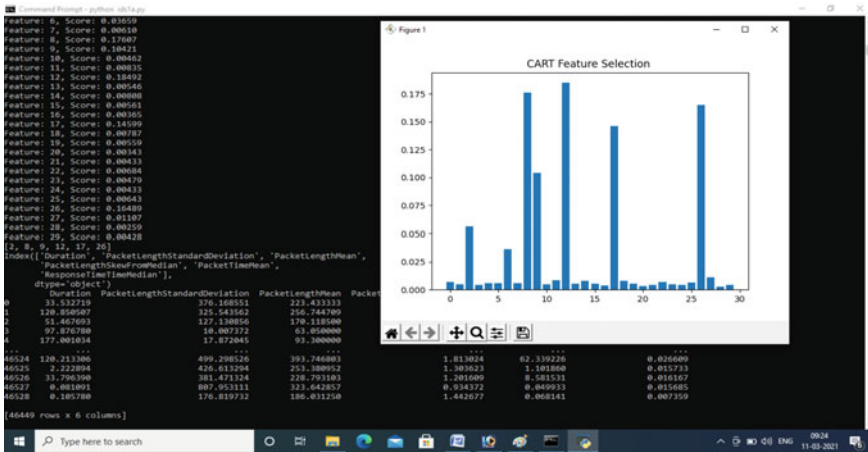 Command Prompt - python ids1a.py
Feature: 6, Score: 0.03659
Feature: 7, Score: 0.00610
Feature: 8, Score: 0.17607
Feature: 9, Score: 0.10421
Feature: 10, Score: 0.00462
Feature: 11, Score: 0.00835
Feature: 12, Score: 0.18492
Feature: 13, Score: 0.00546
Feature: 14, Score: 0.00808
Feature: 15, Score: 0.00561
Feature: 16, Score: 0.00365
Feature: 17, Score: 0.14599
Feature: 18, Score: 0.00787
Feature: 19, Score: 0.00559
Feature: 20, Score: 0.00343
Feature: 21, Score: 0.00433
Feature: 22, Score: 0.00684
Feature: 23, Score: 0.00479
Feature: 24, Score: 0.00433
Feature: 25, Score: 0.00643
Feature: 26, Score: 0.16489
Feature: 27, Score: 0.01107
Feature: 28, Score: 0.00259
Feature: 29, Score: 0.00428
[2, 8, 9, 12, 17, 26]
Index(['Duration', 'PacketLengthStandardDeviation', 'PacketLengthMean',
'PacketLengthSkewFromMedian', 'PacketTimeMean',
'ResponseTimeTimeMedian'],
dtype='object')
Duration PacketLengthStandardDeviation PacketLengthMean Packet
0 33.532719 376.168551 223.433333
1 120.850507 325.543562 256.744709
2 51.467693 127.130856 170.118500
3 97.876780 10.007372 63.050000
4 177.001034 17.872045 93.300000
... ... ... ... ... ... ...
46524 120.213306 499.298526 393.746803 1.813024 62.339226 0.026609
46525 2.222894 426.613294 253.380952 1.303623 1.101860 0.015733
46526 33.796390 381.471324 228.793103 1.201609 8.581531 0.016167
46527 0.081091 807.953111 323.642857 0.934372 0.049933 0.015685
46528 0.105780 176.819732 186.031250 1.442677 0.068141 0.007359
[46449 rows x 6 columns]
Figure 1
CART Feature Selection
0.175
0.150
0.125
0.100
0.075
0.050
0.025
0.000
0 5 10 15 20 25 30
Type here to search
ENG
09:24
11-03-2021